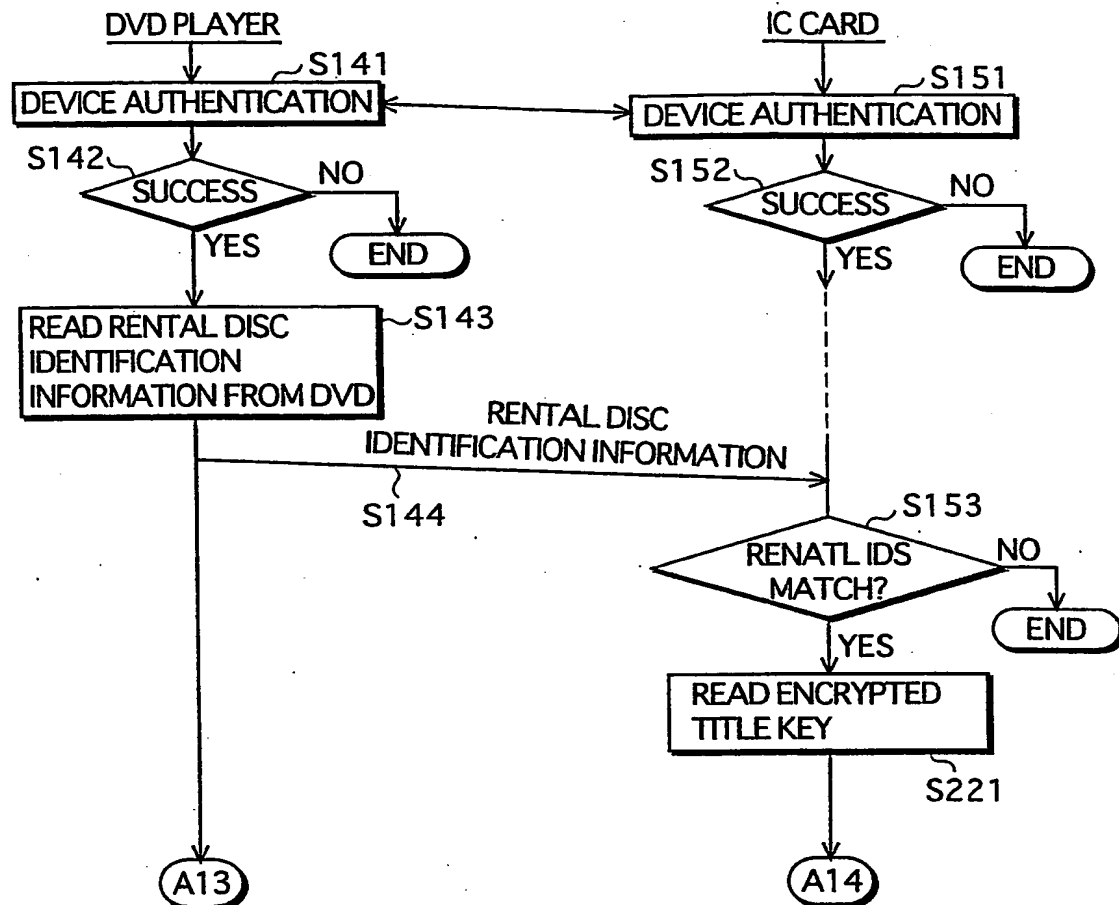 DVD PLAYER
IC CARD
S141
DEVICE AUTHENTICATION
S151
DEVICE AUTHENTICATION
S142
SUCCESS
NO
YES
END
S152
SUCCESS
NO
YES
END
READ RENTAL DISC
IDENTIFICATION
INFORMATION FROM DVD
S143
RENTAL DISC
IDENTIFICATION INFORMATION
S144
S153
RENATL IDS
MATCH?
NO
END
YES
READ ENCRYPTED
TITLE KEY
S221
A13
A14